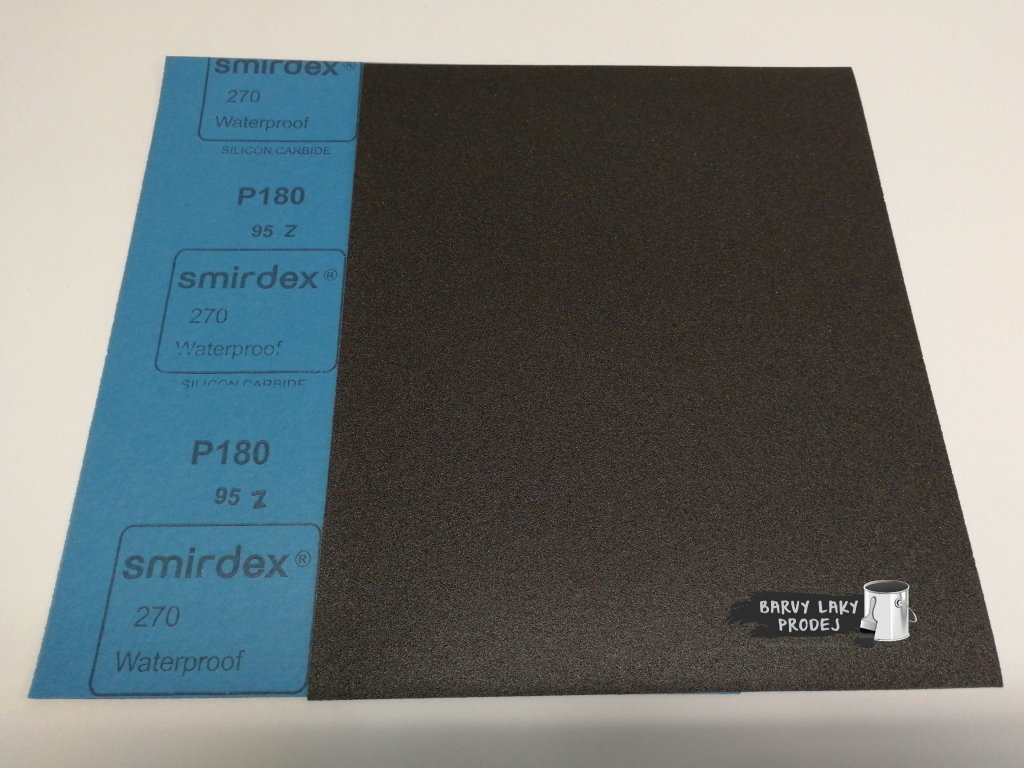 smirdex®
270
Waterproof
SILICON CARBIDE
P180
95 Z
smirdex®
270
Waterproof
SILICON CARBIDE
P180
95 Z
smirdex®
270
Waterproof
BARVY LAKY
PRODEJ